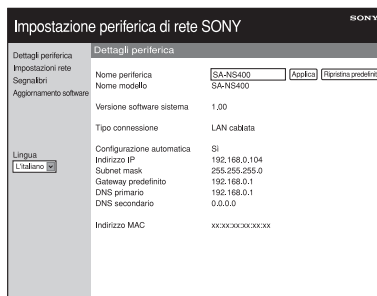 Impostazione periferica di rete SONY
SONY
Dettagli periferica
Impostazioni rete
Segnalibri
Aggiornamento software
Lingua
L'italiano
Dettagli periferica
Nome periferica SA-NS400 Applica Ripristina predefinit
Nome modello SA-NS400
Versione software sistema 1,00
Tipo connessione LAN cablata
Configurazione automatica Sì
Indirizzo IP 192.168.0.104
Subnet mask 255.255.255.0
Gateway predefinito 192.168.0.1
DNS primario 192.168.0.1
DNS secondario 0.0.0.0
Indirizzo MAC xx:xx:xx:xx:xx:xx